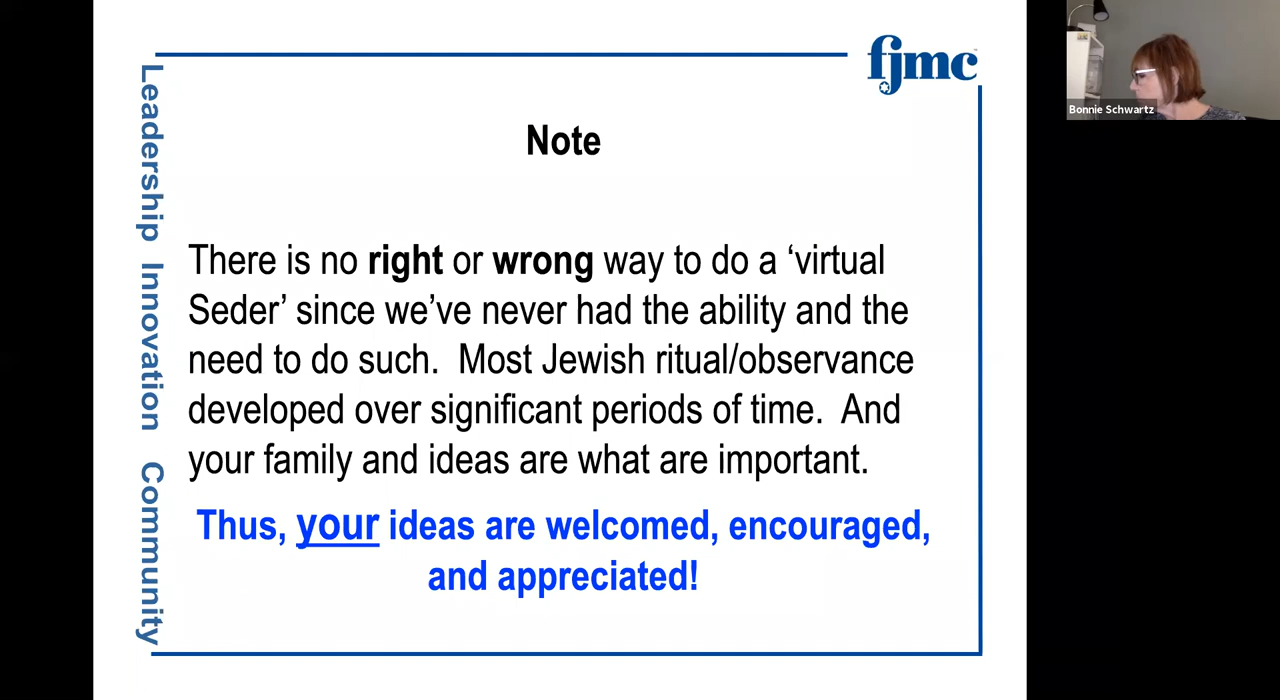 fjmc
Leadership Innovation Community
Note
There is no right or wrong way to do a ‘virtual
Seder’ since we’ve never had the ability and the
need to do such.  Most Jewish ritual/observance
developed over significant periods of time.  And
your family and ideas are what are important.
Thus, your ideas are welcomed, encouraged,
and appreciated!
Bonnie Schwartz